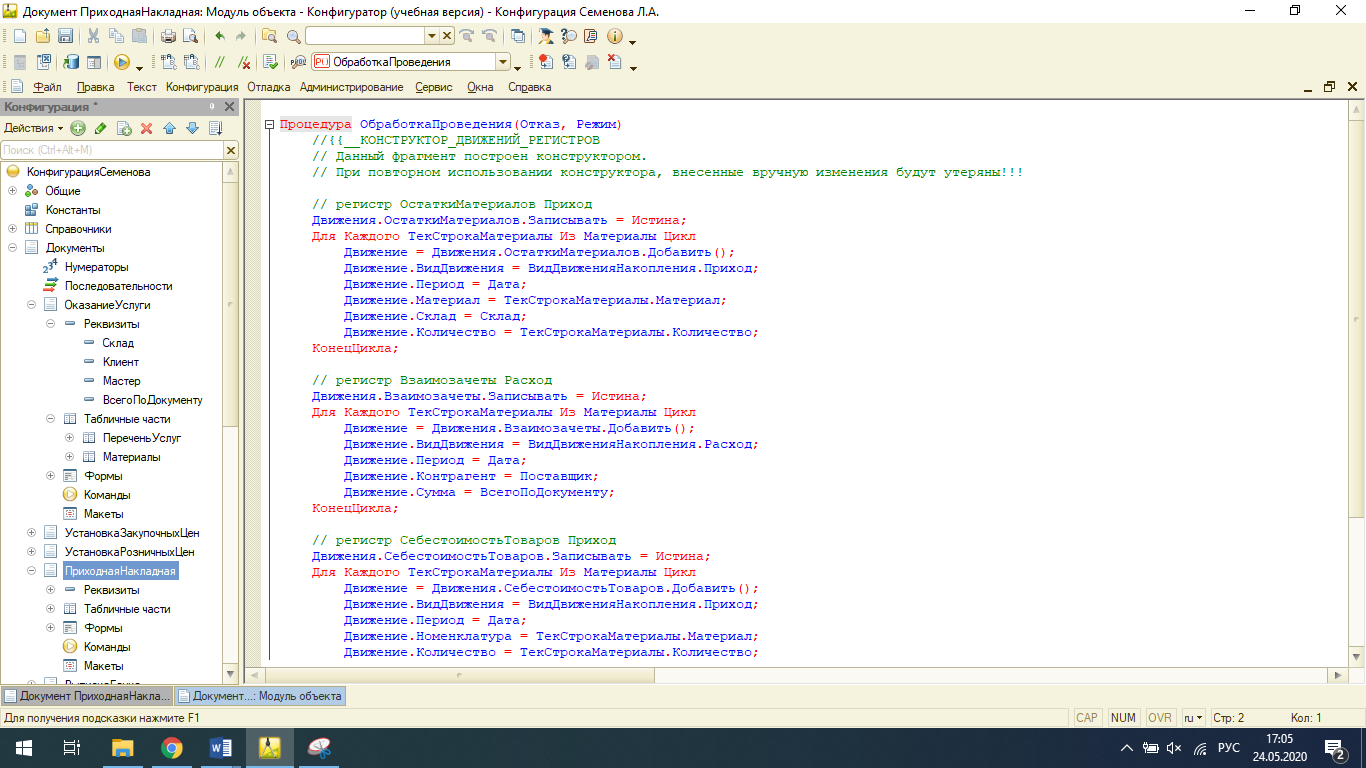 Документ ПриходнаяНакладная: Модуль объекта - Конфигуратор (учебная версия) - Конфигурация Семенова Л.А.
ОбработкаПроведения
Файл Правка Текст Конфигурация Отладка Администрирование Сервис Окна Справка
Конфигурация *
Действия
Поиск (Ctrl+Alt+M)
КонфигурацияСеменова
Общие
Константы
Справочники
Документы
Нумераторы
Последовательности
ОказаниеУслуги
Реквизиты
Склад
Клиент
Мастер
ВсегоПоДокументу
Табличные части
ПереченьУслуг
Материалы
Формы
Команды
Макеты
УстановкаЗакупочныхЦен
УстановкаРозничныхЦен
ПриходнаяНакладная
Реквизиты
Табличные части
Формы
Команды
Макеты
Процедура ОбработкаПроведения(Отказ, Режим)
//{{__КОНСТРУКТОР_ДВИЖЕНИЙ_РЕГИСТРОВ
// Данный фрагмент построен конструктором.
// При повторном использовании конструктора, внесенные вручную изменения будут утеряны!!!
// регистр ОстаткиМатериалов Приход
Движения.ОстаткиМатериалов.Записывать = Истина;
Для Каждого ТекСтрокаМатериалы Из Материалы Цикл
Движение = Движения.ОстаткиМатериалов.Добавить();
Движение.ВидДвижения = ВидДвиженияНакопления.Приход;
Движение.Период = Дата;
Движение.Материал = ТекСтрокаМатериалы.Материал;
Движение.Склад = Склад;
Движение.Количество = ТекСтрокаМатериалы.Количество;
КонецЦикла;
// регистр Взаимозачеты Расход
Движения.Взаимозачеты.Записывать = Истина;
Для Каждого ТекСтрокаМатериалы Из Материалы Цикл
Движение = Движения.Взаимозачеты.Добавить();
Движение.ВидДвижения = ВидДвиженияНакопления.Расход;
Движение.Период = Дата;
Движение.Контрагент = Поставщик;
Движение.Сумма = ВсегоПоДокументу;
КонецЦикла;
// регистр СебестоимостьТоваров Приход
Движения.СебестоимостьТоваров.Записывать = Истина;
Для Каждого ТекСтрокаМатериалы Из Материалы Цикл
Движение = Движения.СебестоимостьТоваров.Добавить();
Движение.ВидДвижения = ВидДвиженияНакопления.Приход;
Движение.Период = Дата;
Движение.Номенклатура = ТекСтрокаМатериалы.Материал;
Движение.Количество = ТекСтрокаМатериалы.Количество;
Документ ПриходнаяНакла... Документ...: Модуль объекта
Для получения подсказки нажмите F1 CAP NUM OVR ru Стр: 2 Кол: 1
РУС 17:05
24.05.2020 2